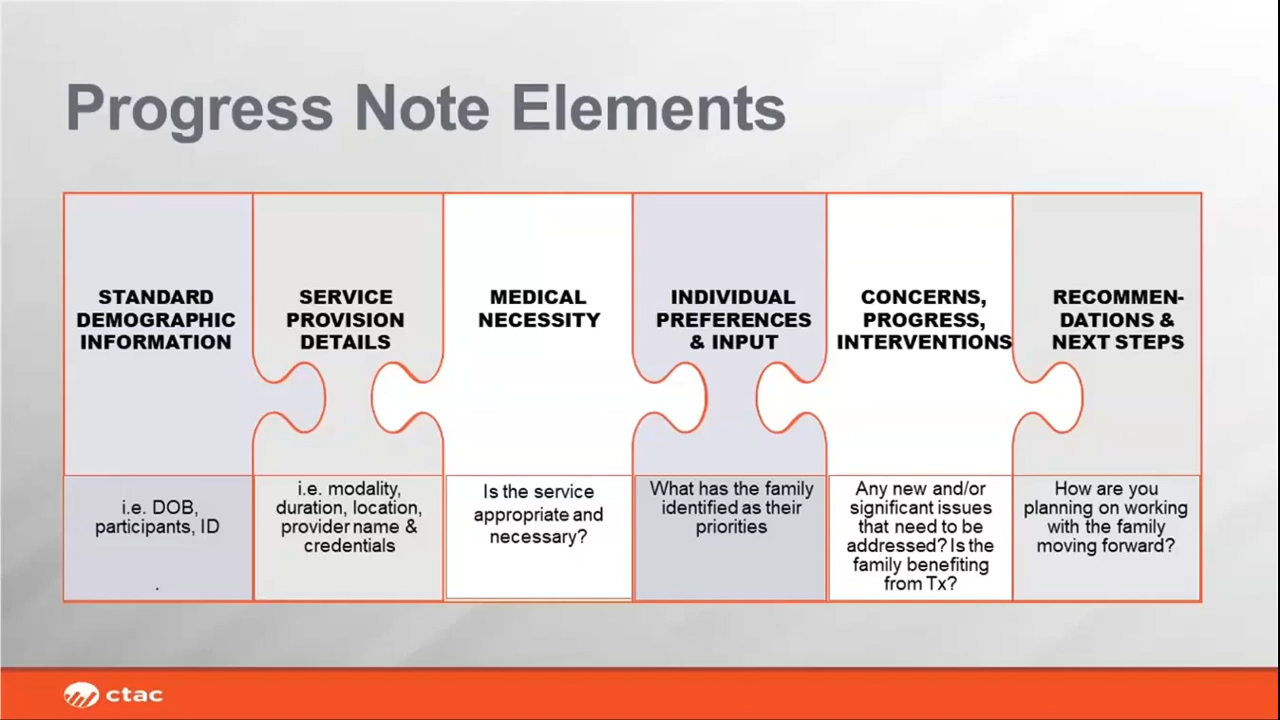 Progress Note Elements
STANDARD
DEMOGRAPHIC
INFORMATION
SERVICE
PROVISION
DETAILS
MEDICAL
NECESSITY
INDIVIDUAL
PREFERENCES
& INPUT
CONCERNS,
PROGRESS,
INTERVENTIONS
RECOMMEN-
DATIONS &
NEXT STEPS
i.e. DOB,
participants, ID
.
i.e. modality,
duration, location,
provider name &
credentials
Is the service
appropriate and
necessary?
What has the family
identified as their
priorities
Any new and/or
significant issues
that need to be
addressed? Is the
family benefiting
from Tx?
How are you
planning on working
with the family
moving forward?
ctac